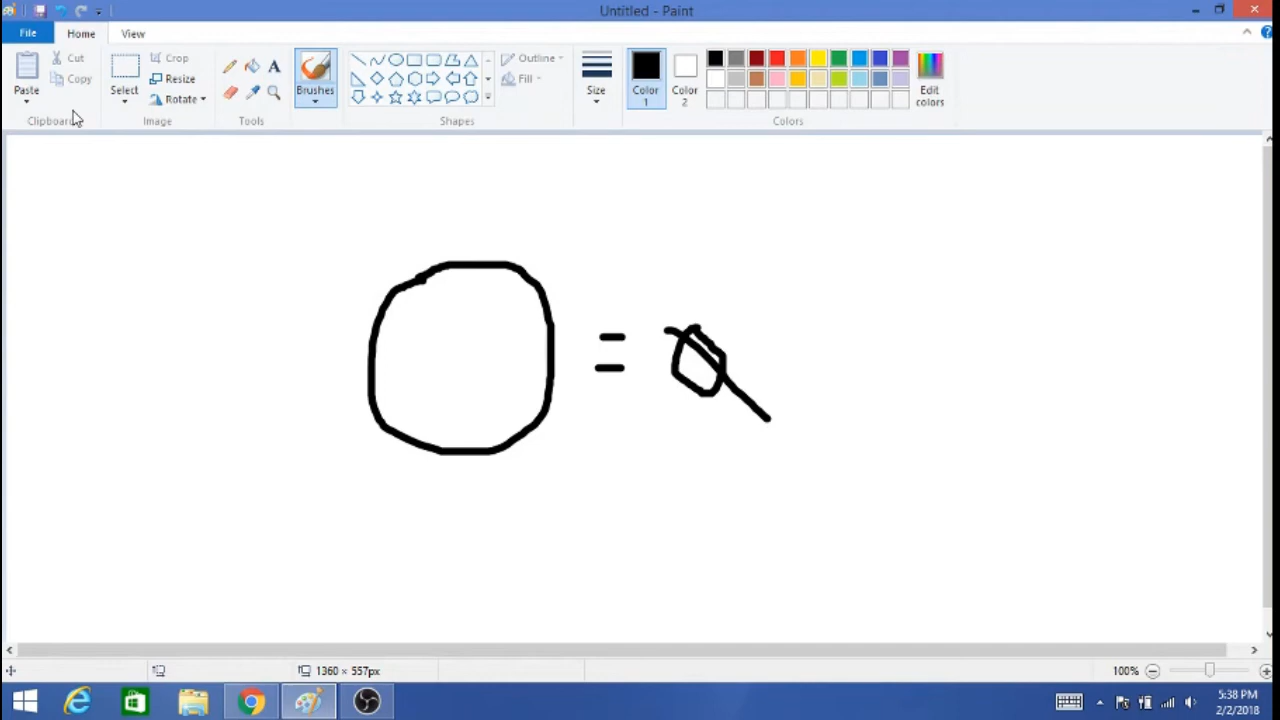 Untitled - Paint
File Home View
Paste
Cut
Copy
Clipboard
Select
Crop
Resize
Rotate
Image
A
Tools
Brushes
Outline
Fill
Shapes
Size
Color 1
Color 2
Edit colors
Colors
=
1360 × 557px
100%
5:38 PM
2/2/2018